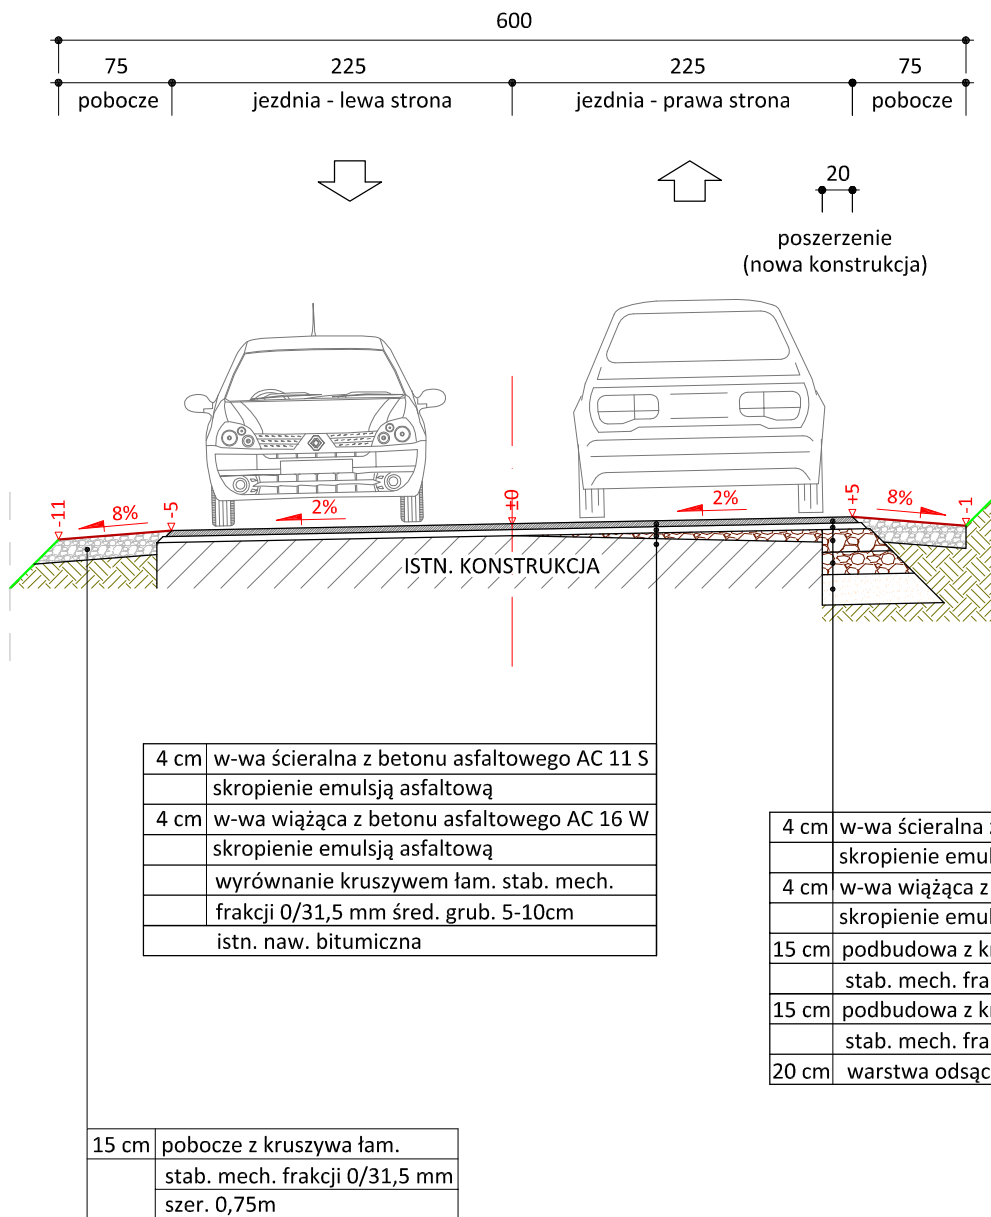 600
75 225 225 75
pobocze jezdnia - lewa strona jezdnia - prawa strona pobocze
20
poszerzenie
(nowa konstrukcja)
-11 8% -5 2% ±0 2% +5 8% -1
ISTN. KONSTRUKCJA
4 cm w-wa ścieralna z betonu asfaltowego AC 11 S
skropienie emulsją asfaltową
4 cm w-wa wiążąca z betonu asfaltowego AC 16 W
skropienie emulsją asfaltową
wyrównanie kruszywem łam. stab. mech.
frakcji 0/31,5 mm śred. grub. 5-10cm
istn. naw. bitumiczna
4 cm w-wa ścieralna
skropienie
4 cm w-wa wiążąca z
skropienie
15 cm podbudowa z
stab. mech.
15 cm podbudowa z
stab. mech.
20 cm warstwa
15 cm pobocze z kruszywa łam.
stab. mech. frakcji 0/31,5 mm
szer. 0,75m